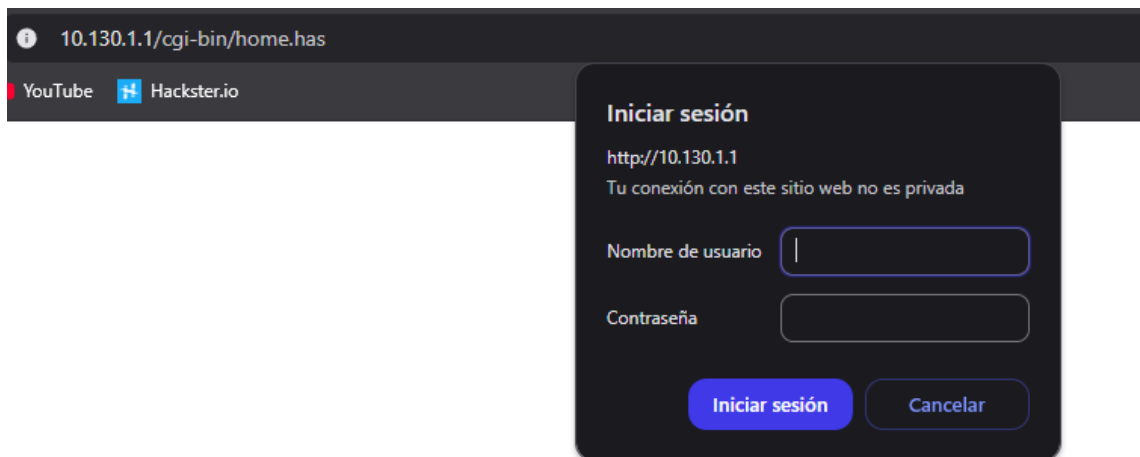 10.130.1.1/cgi-bin/home.has
YouTube Hackster.io
Iniciar sesión
http://10.130.1.1
Tu conexión con este sitio web no es privada
Nombre de usuario
Contraseña
Iniciar sesión Cancelar